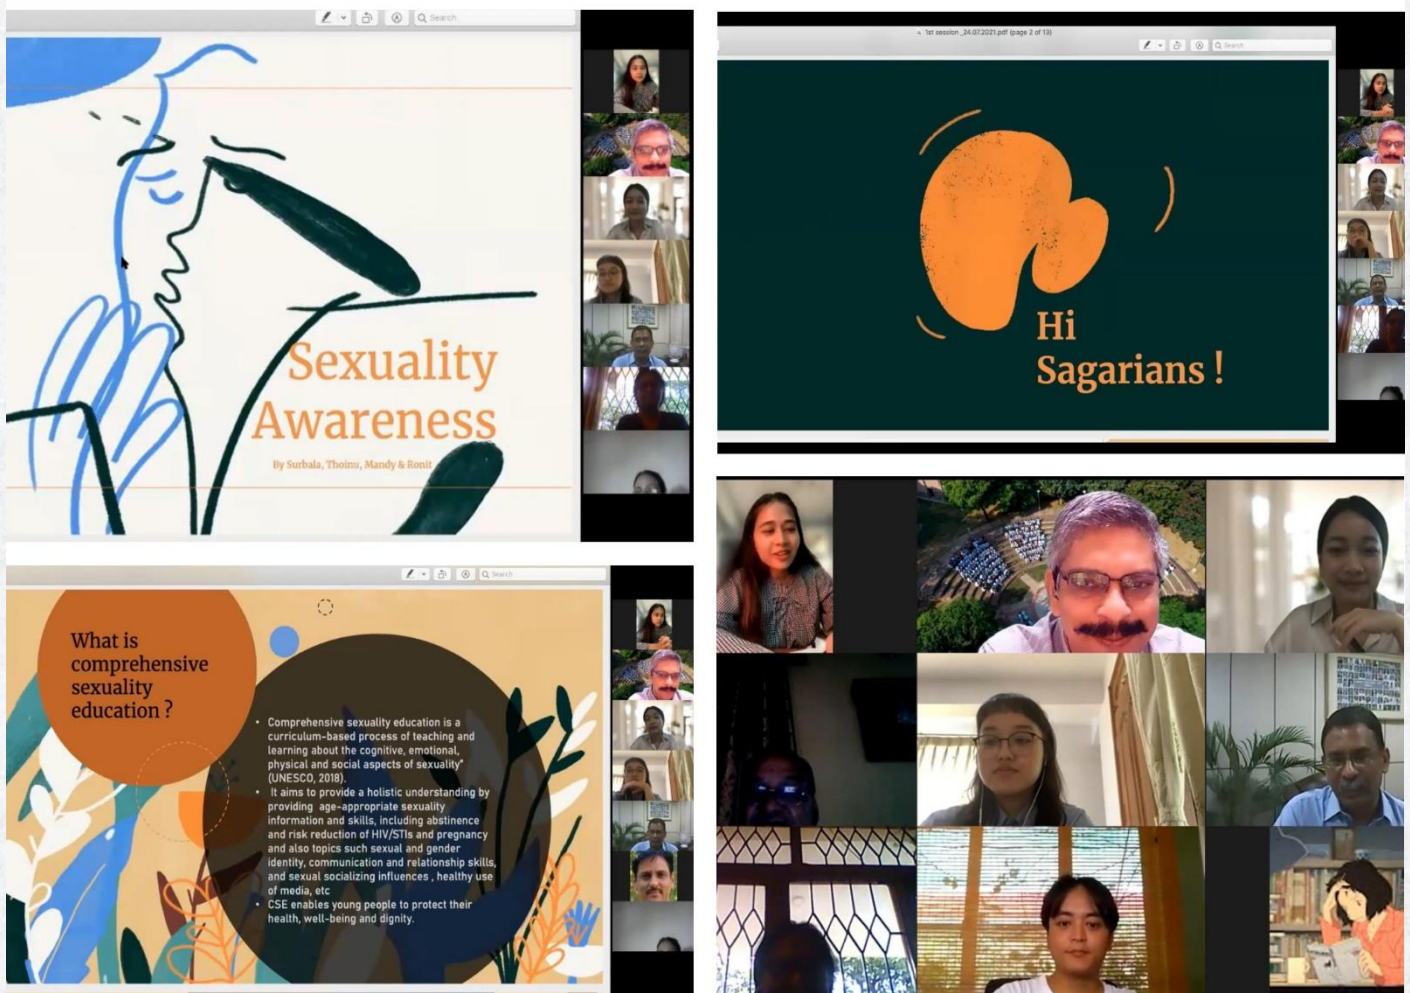 Search
Sexuality
Awareness
By Surbala, Thoinu, Mandy & Ronit
1st session _24.07.2021.pdf (page 2 of 13)
Search
Hi
Sagarians !
Search
What is
comprehensive
sexuality
education ?
• Comprehensive sexuality education is a
curriculum-based process of teaching and
learning about the cognitive, emotional,
physical and social aspects of sexuality"
(UNESCO, 2018).
• It aims to provide a holistic understanding by
providing age-appropriate sexuality
information and skills, including abstinence
and risk reduction of HIV/STIs and pregnancy
and also topics such sexual and gender
identity, communication and relationship skills,
and sexual socializing influences , healthy use
of media, etc
• CSE enables young people to protect their
health, well-being and dignity.